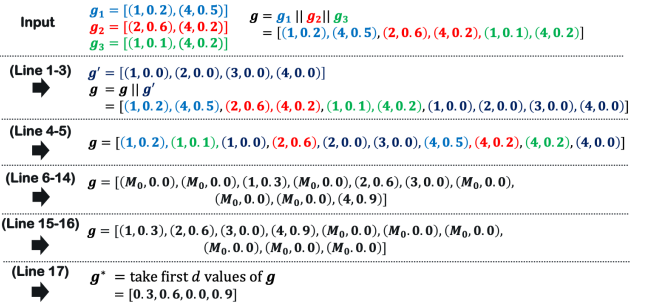 Input
g₁ = [(1, 0.2), (4, 0.5)]
g₂ = [(2, 0.6), (4, 0.2)]
g₃ = [(1, 0.1), (4, 0.2)]
g = g₁ || g₂|| g₃
= [(1, 0.2), (4, 0.5), (2, 0.6), (4, 0.2), (1, 0.1), (4, 0.2)]
(Line 1-3)
g′ = [(1, 0.0), (2, 0.0), (3, 0.0), (4, 0.0)]
g = g || g′
= [(1, 0.2), (4, 0.5), (2, 0.6), (4, 0.2), (1, 0.1), (4, 0.2), (1, 0.0), (2, 0.0), (3, 0.0), (4, 0.0)]
(Line 4-5)
g = [(1, 0.2), (1, 0.1), (1, 0.0), (2, 0.6), (2, 0.0), (3, 0.0), (4, 0.5), (4, 0.2), (4, 0.2), (4, 0.0)]
(Line 6-14)
g = [(M₀, 0.0), (M₀, 0.0), (1, 0.3), (M₀, 0.0), (2, 0.6), (3, 0.0), (M₀, 0.0),
(M₀, 0.0), (M₀, 0.0), (4, 0.9)]
(Line 15-16)
g = [(1, 0.3), (2, 0.6), (3, 0.0), (4, 0.9), (M₀, 0.0), (M₀. 0.0), (M₀, 0.0),
(M₀. 0.0), (M₀, 0.0), (M₀. 0.0)]
(Line 17)
g* = take first d values of g
= [0.3, 0.6, 0.0, 0.9]